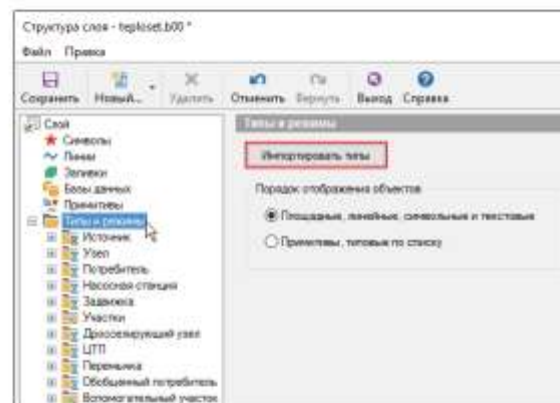 Структура слоя - teploset.b00 *
Файл Правка
Сохранить Новый... Удалить Отменить Вернуть Выход Справка
Слой
Символы
Линии
Заливки
Базы данных
Примитивы
Типы и режимы
Источник
Узел
Потребитель
Насосная станция
Задвижка
Участки
Дросселирующий узел
ЦТП
Перемычка
Обобщенный потребитель
Вспомогательный участок
Типы и режимы
Импортировать типы
Порядок отображения объектов
Площадные, линейные, символьные и текстовые
Примитивы, типовые по списку